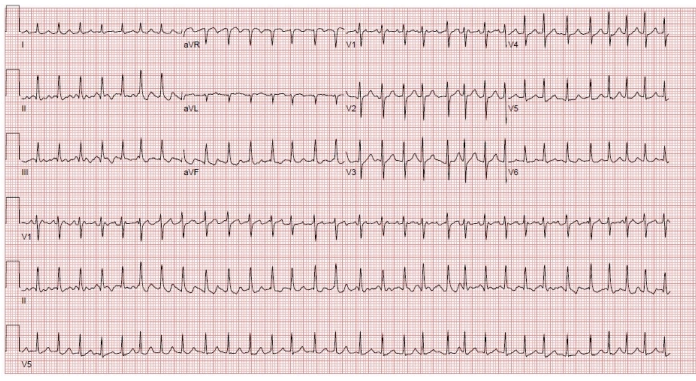 I aVR V1 V4
II aVL V2 V5
III aVF V3 V6
V1
II
V5